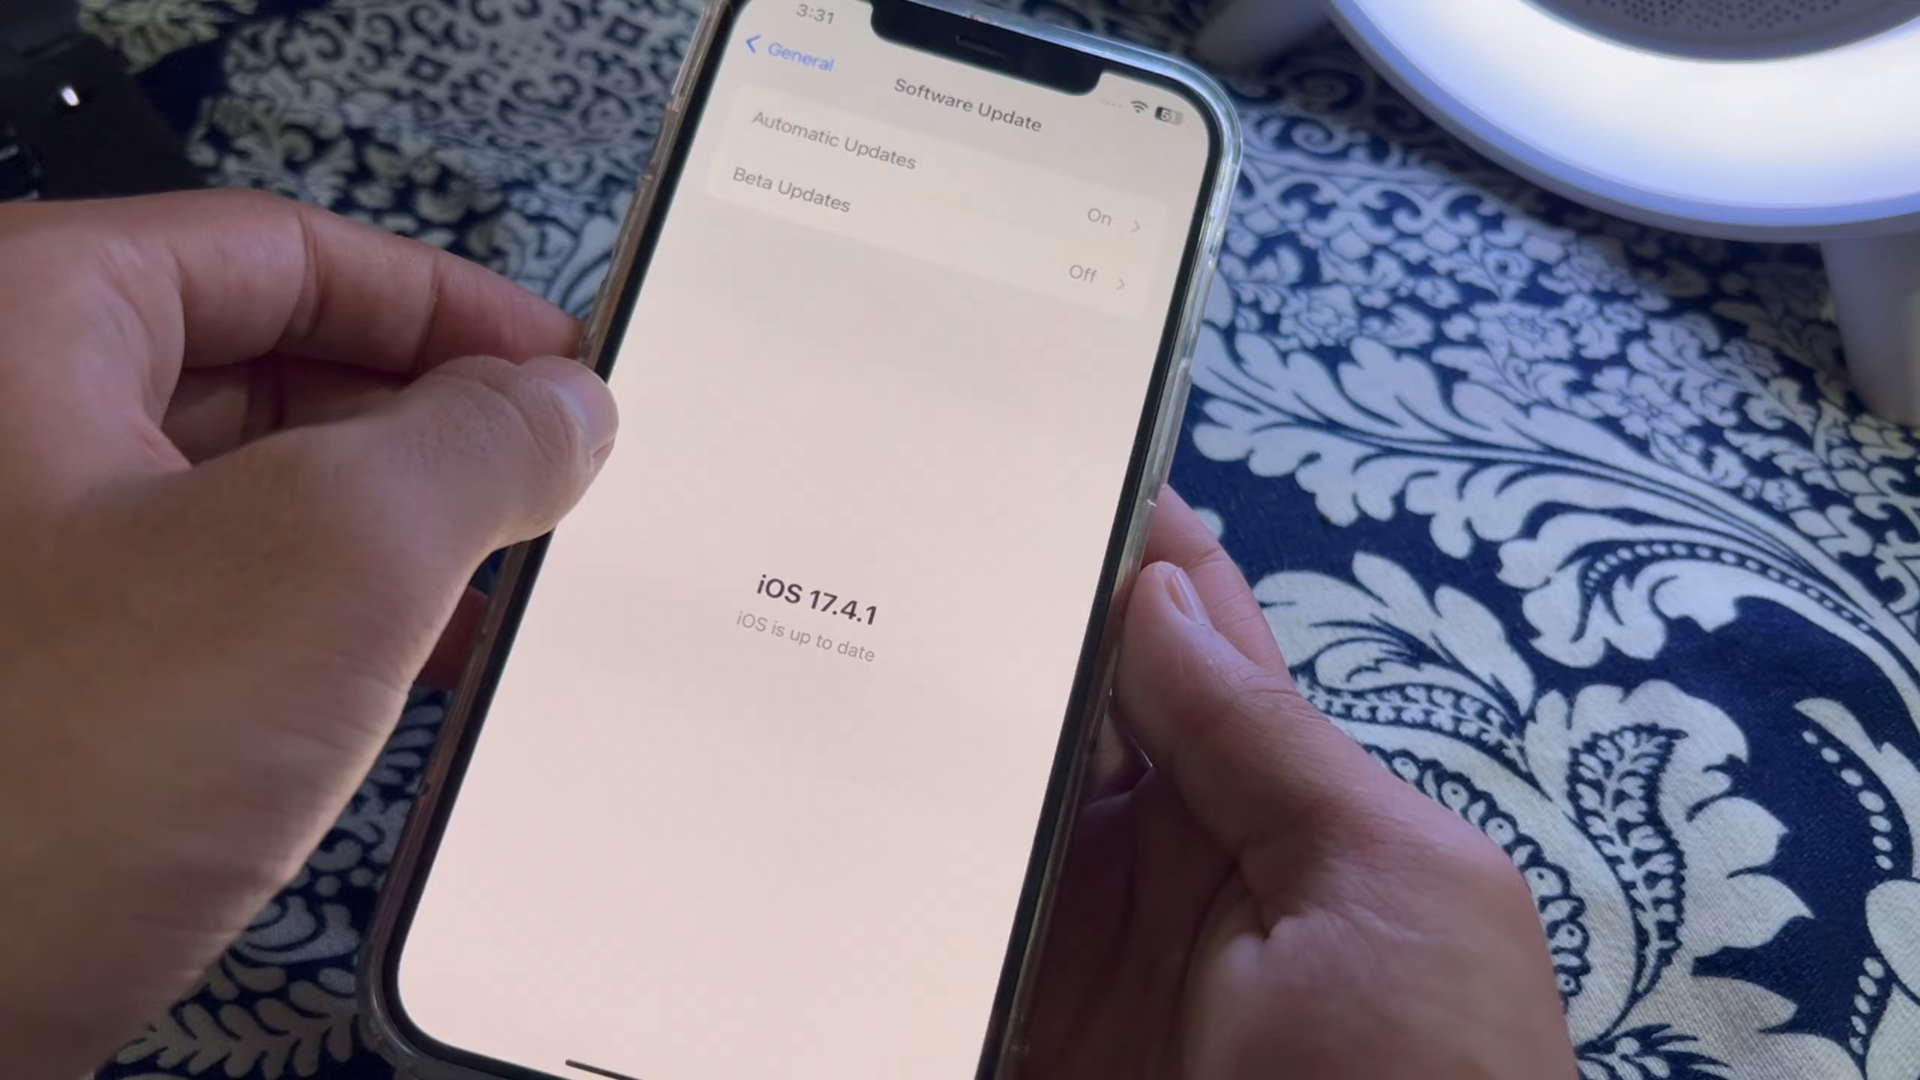 3:31
General
Software Update
Automatic Updates
On
Beta Updates
Off
iOS 17.4.1
iOS is up to date